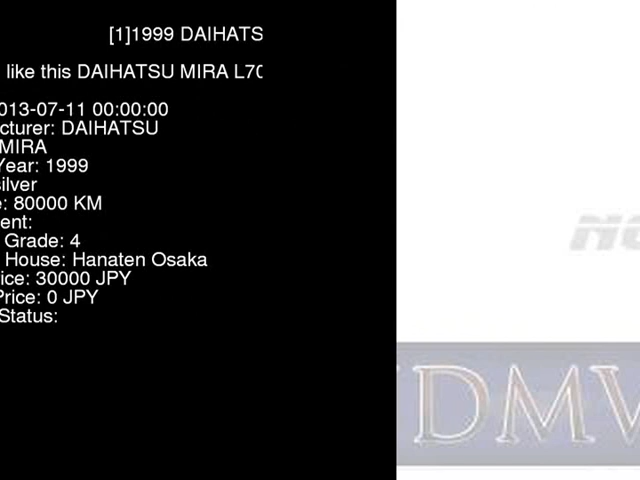 [1]1999 DAIHATS
like this DAIHATSU MIRA L70
013-07-11 00:00:00
cturer: DAIHATSU
MIRA
Year: 1999
silver
e: 80000 KM
ent:
Grade: 4
House: Hanaten Osaka
ice: 30000 JPY
Price: 0 JPY
Status:
DMV